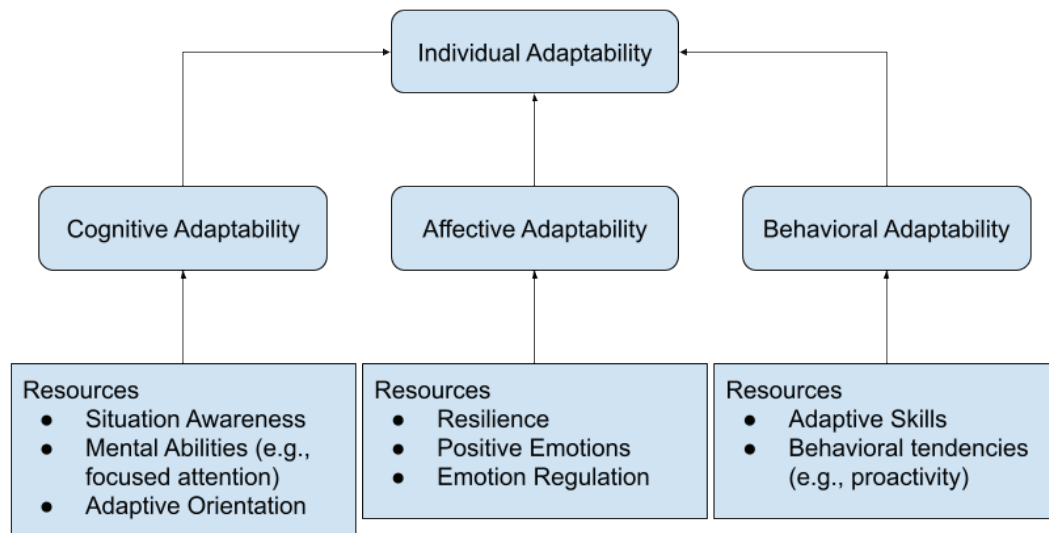 Individual Adaptability
Cognitive Adaptability
Affective Adaptability
Behavioral Adaptability
Resources
● Situation Awareness
● Mental Abilities (e.g.,
focused attention)
● Adaptive Orientation
Resources
● Resilience
● Positive Emotions
● Emotion Regulation
Resources
● Adaptive Skills
● Behavioral tendencies
(e.g., proactivity)